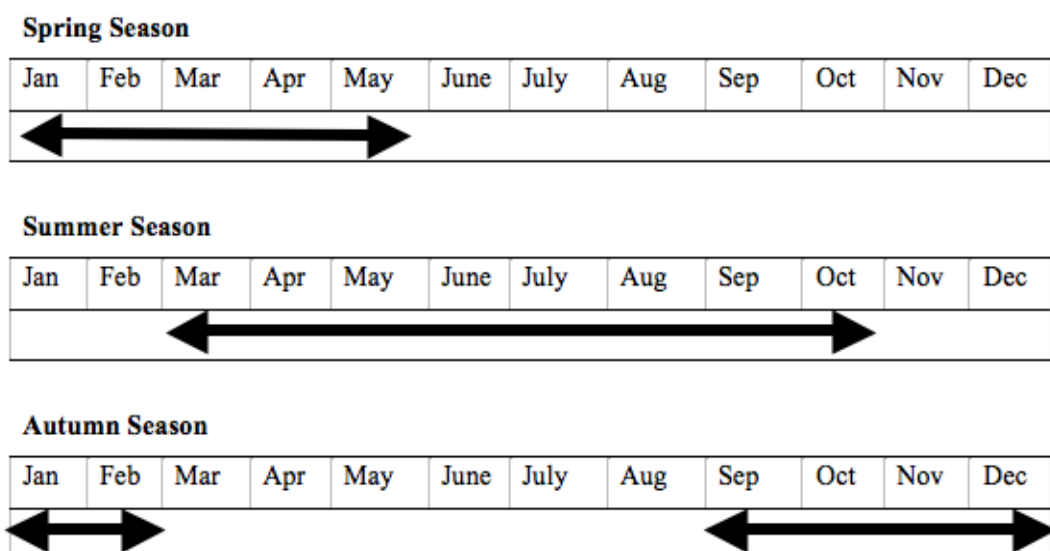 Spring Season
Jan Feb Mar Apr May June July Aug Sep Oct Nov Dec
Summer Season
Jan Feb Mar Apr May June July Aug Sep Oct Nov Dec
Autumn Season
Jan Feb Mar Apr May June July Aug Sep Oct Nov Dec